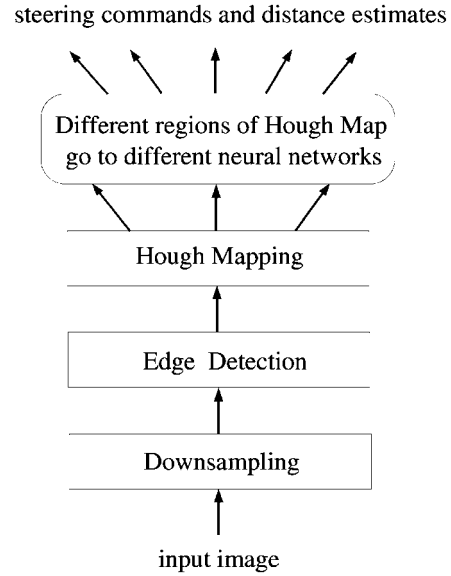 steering commands and distance estimates
Different regions of Hough Map
go to different neural networks
Hough Mapping
Edge Detection
Downsampling
input image